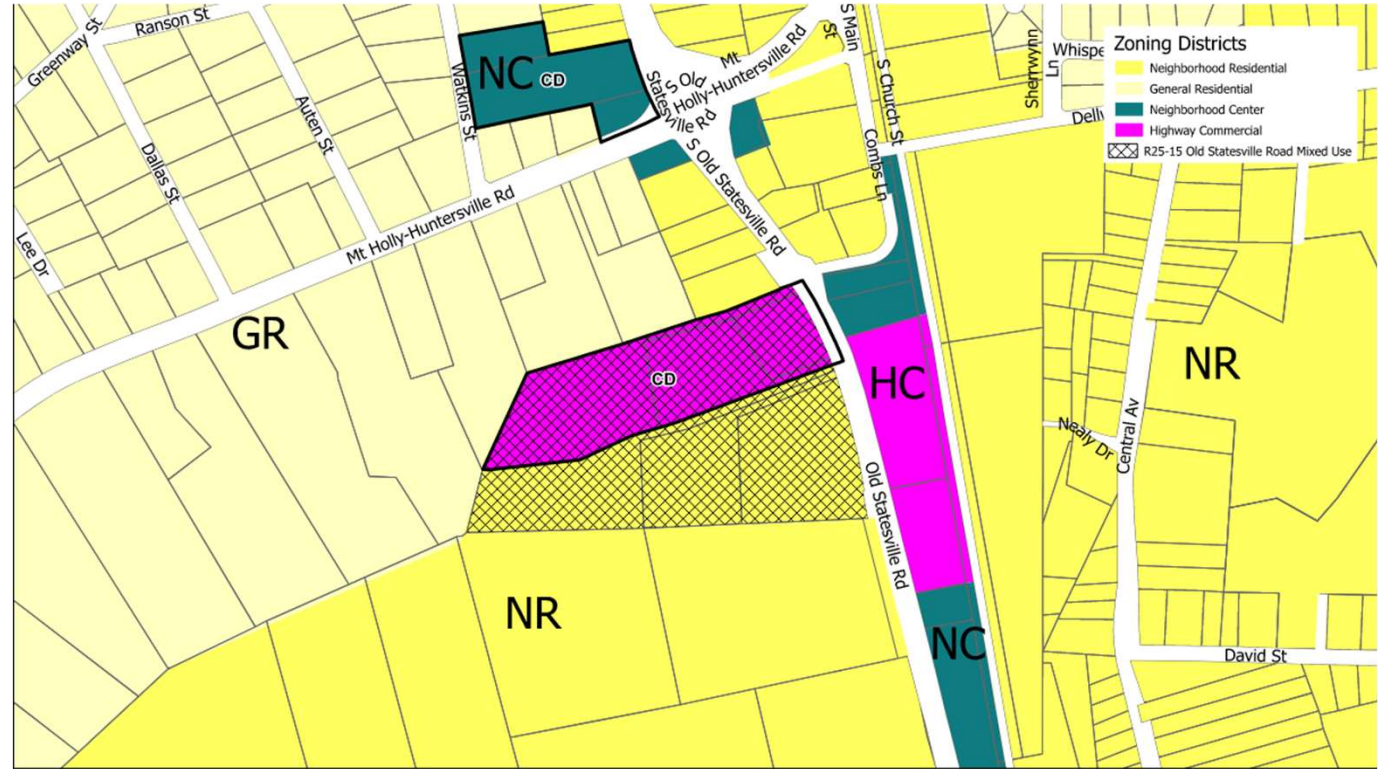 Ranson St
Greenway St
Dallas St
Auten St
Watkins St
Lee Dr
NC
CD
S Old
Statesville Rd
Mt
Holly-Huntersville Rd
S Main
St
S Church St
Combs Ln
Sherrwynn
Ln
Whispe
Dellw
Zoning Districts
Neighborhood Residential
General Residential
Neighborhood Center
Highway Commercial
R25-15 Old Statesville Road Mixed Use
S Old Statesville Rd
Mt Holly-Huntersville Rd
GR
CD
HC
NR
Nealy Dr
Central Av
Old Statesville Rd
NR
NC
David St